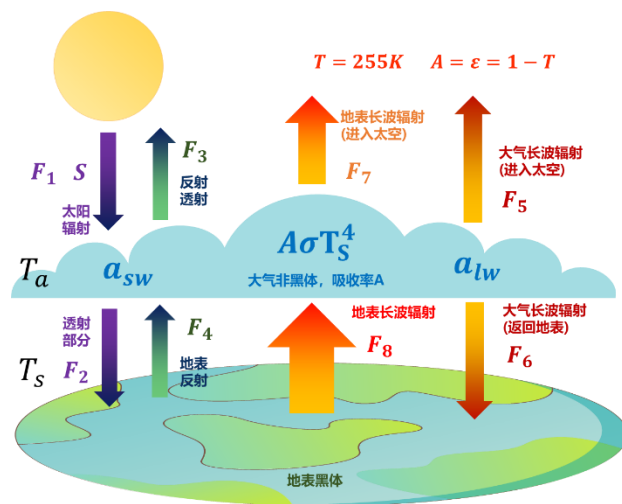 T = 255K A = ε = 1 − T
地表长波辐射
(进入太空)
F₇
大气长波辐射
(进入太空)
F₅
F₁ S
太阳
辐射
F₃
反射
透射
Tₐ
a_sw
AσT_S⁴
大气非黑体，吸收率A
a_lw
透射
部分
F₂
F₄
地表
反射
地表长波辐射
F₈
大气长波辐射
(返回地表)
F₆
Tₛ
地表黑体